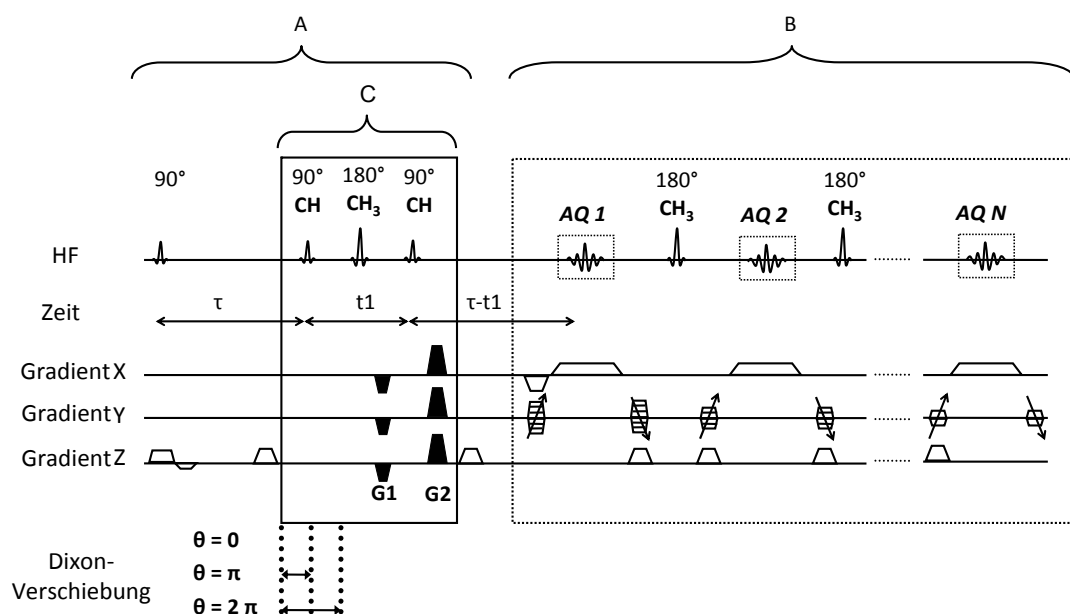 A B
C
90° 90° 180° 90° 180° 180°
CH CH₃ CH AQ 1 CH₃ AQ 2 CH₃ AQ N
HF ........
Zeit τ t1 τ-t1
Gradient X ........
Gradient Y ........
Gradient Z ........
G1 G2
θ = 0
Dixon- θ = π
Verschiebung θ = 2 π